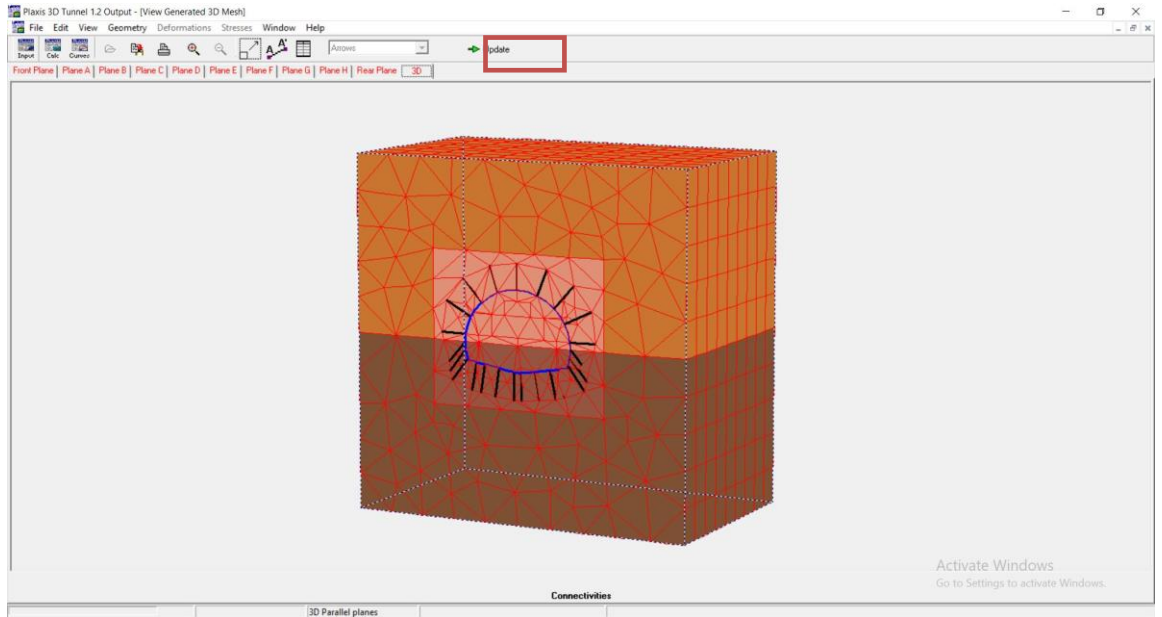 Plaxis 3D Tunnel 1.2 Output - [View Generated 3D Mesh]
File Edit View Geometry Deformations Stresses Window Help
Input Calc Curves A A' Arrows Update
Front Plane Plane A Plane B Plane C Plane D Plane E Plane F Plane G Plane H Rear Plane 3D
Activate Windows
Go to Settings to activate Windows.
Connectivities
3D Parallel planes